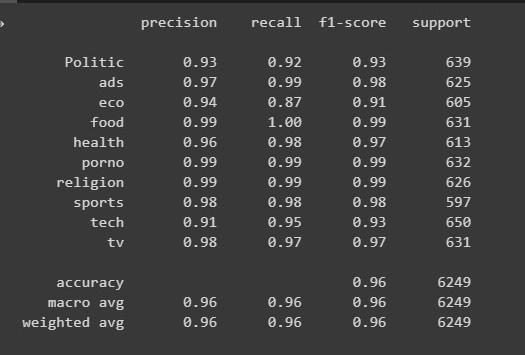 precision recall f1-score support
Politic 0.93 0.92 0.93 639
ads 0.97 0.99 0.98 625
eco 0.94 0.87 0.91 605
food 0.99 1.00 0.99 631
health 0.96 0.98 0.97 613
porno 0.99 0.99 0.99 632
religion 0.99 0.99 0.99 626
sports 0.98 0.98 0.98 597
tech 0.91 0.95 0.93 650
tv 0.98 0.97 0.97 631
accuracy 0.96 6249
macro avg 0.96 0.96 0.96 6249
weighted avg 0.96 0.96 0.96 6249